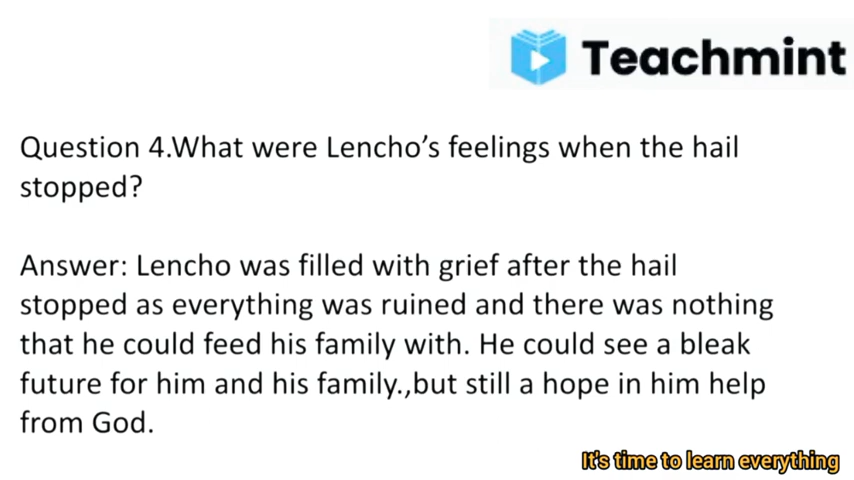 Teachmint
Question 4.What were Lencho’s feelings when the hail
stopped?
Answer: Lencho was filled with grief after the hail
stopped as everything was ruined and there was nothing
that he could feed his family with. He could see a bleak
future for him and his family.,but still a hope in him help
from God.
It's time to learn everything